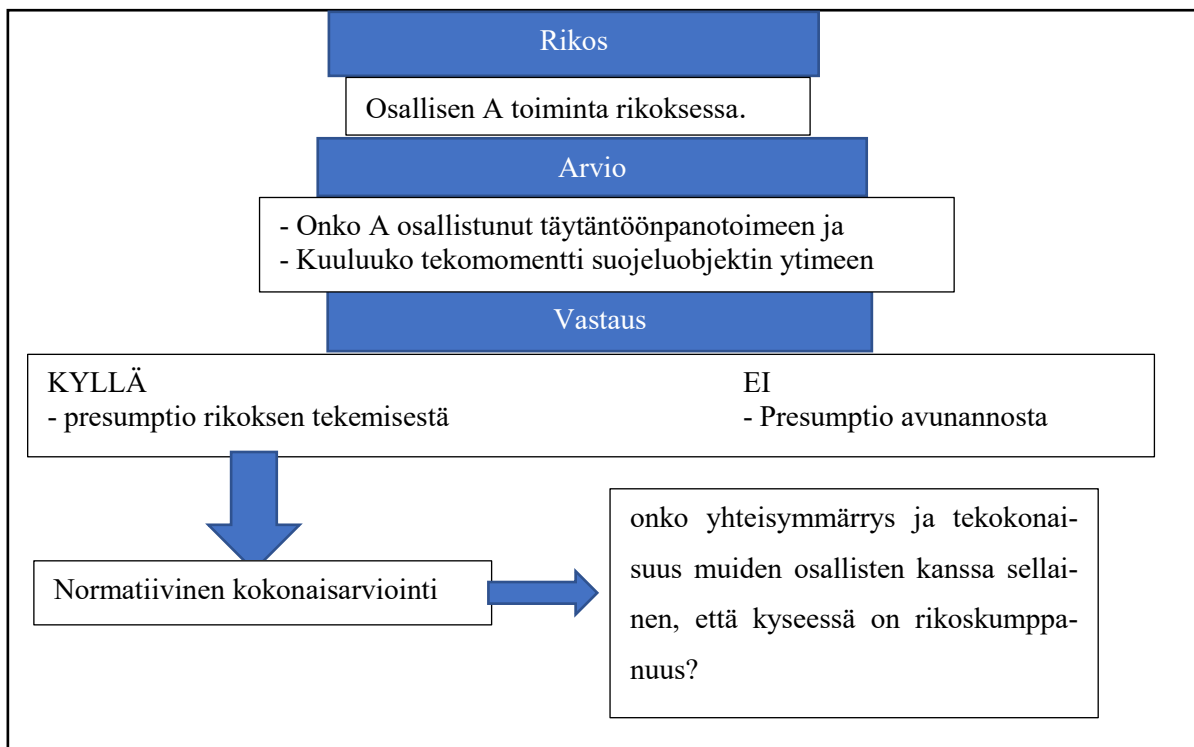 Rikos
Osallisen A toiminta rikoksessa.
Arvio
- Onko A osallistunut täytäntöönpanotoimeen ja
- Kuuluuko tekomomentti suojeluobjektin ytimeen
Vastaus
KYLLÄ
- presumptio rikoksen tekemisestä
EI
- Presumptio avunannosta
Normatiivinen kokonaisarviointi
onko yhteisymmärrys ja tekokonai-
suus muiden osallisten kanssa sellai-
nen, että kyseessä on rikoskumppa-
nuus?